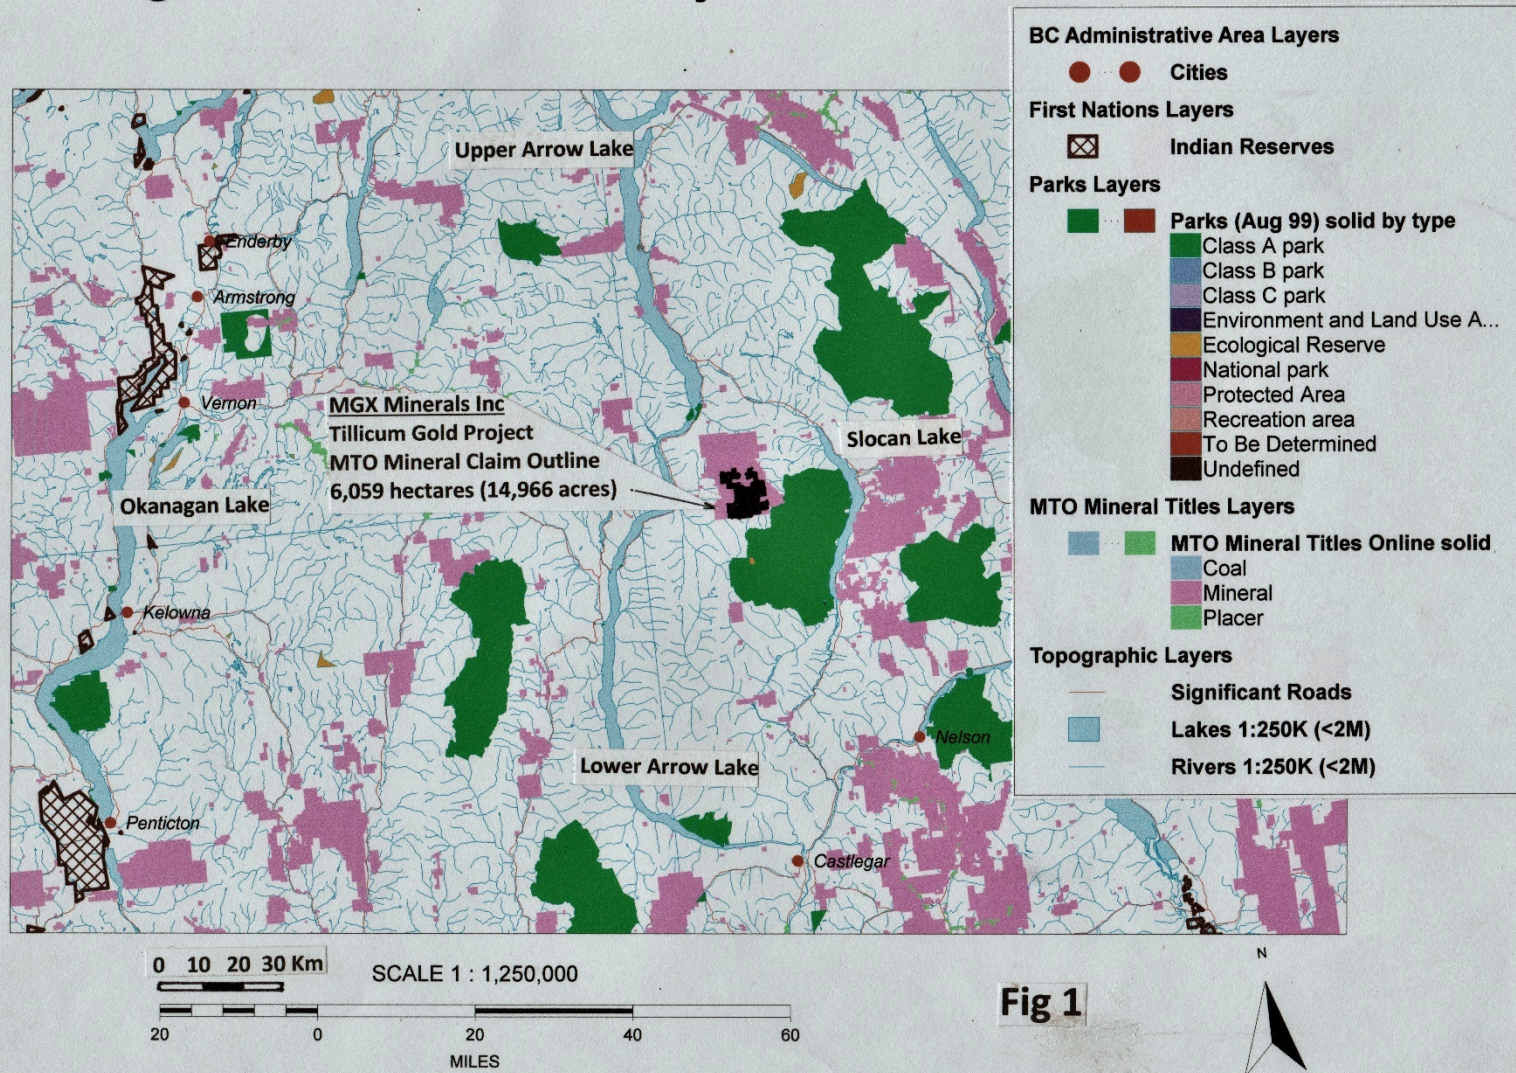 BC Administrative Area Layers
Cities
First Nations Layers
Indian Reserves
Parks Layers
Parks (Aug 99) solid by type
Class A park
Class B park
Class C park
Environment and Land Use A...
Ecological Reserve
National park
Protected Area
Recreation area
To Be Determined
Undefined
MTO Mineral Titles Layers
MTO Mineral Titles Online solid
Coal
Mineral
Placer
Topographic Layers
Significant Roads
Lakes 1:250K (<2M)
Rivers 1:250K (<2M)
Upper Arrow Lake
Enderby
Armstrong
Vernon
MGX Minerals Inc
Tillicum Gold Project
MTO Mineral Claim Outline
6,059 hectares (14,966 acres)
Slocan Lake
Okanagan Lake
Kelowna
Nelson
Lower Arrow Lake
Penticton
Castlegar
0 10 20 30 Km
SCALE 1 : 1,250,000
20 0 20 40 60
MILES
Fig 1
N